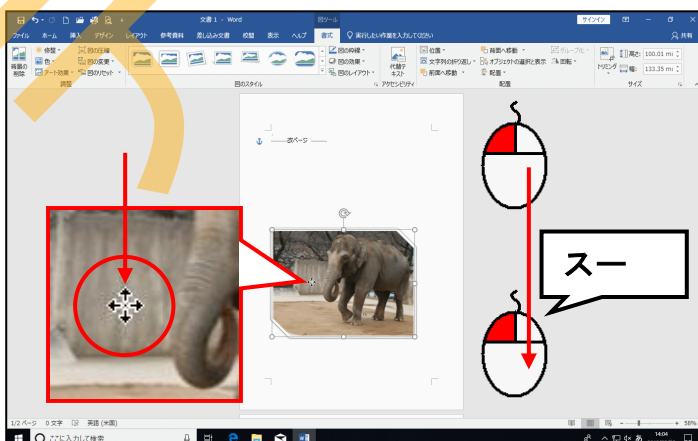 文書1 - Word
図ツール
サインイン
ファイル ホーム 挿入 デザイン レイアウト 参考資料 差し込み文書 校閲 表示 ヘルプ 書式 実行したい作業を入力してください 共有
背景の削除
修整
色
アート効果
図の圧縮
図の変更
図のリセット
調整
図のスタイル
図の枠線
図の効果
図のレイアウト
代替テキスト
アクセシビリティ
位置
文字列の折り返し
前面へ移動
背面へ移動
オブジェクトの選択と表示
配置
グループ化
回転
配置
トリミング
高さ: 100.01 mi
幅: 133.35 mi
サイズ
改ページ
スー
1/2 ページ 0 文字 英語 (米国) 50%
ここに入力して検索
あ 14:04